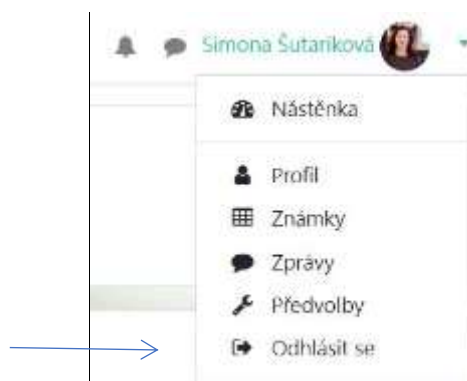 Simona Šutariková
Nástěnka
Profil
Známky
Zprávy
Předvolby
Odhlásit se